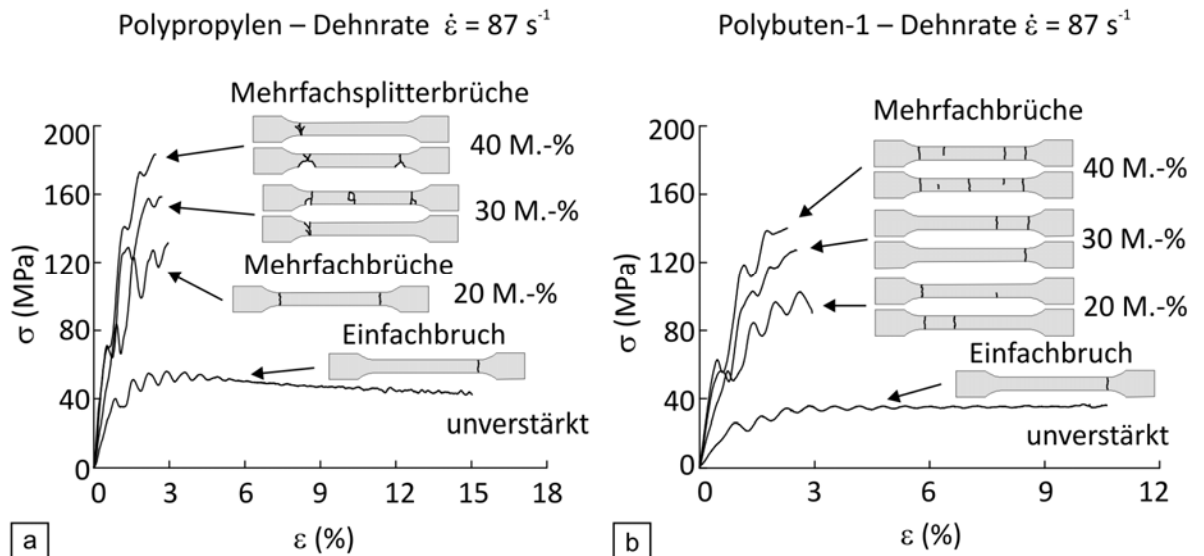 Polypropylen – Dehnrate ε̇ = 87 s⁻¹
Mehrfachsplitterbrüche
200
160
120
80
40
0
σ (MPa)
40 M.-%
30 M.-%
Mehrfachbrüche
20 M.-%
Einfachbruch
unverstärkt
0 3 6 9 12 15 18
ε (%)
a
Polybuten-1 – Dehnrate ε̇ = 87 s⁻¹
Mehrfachbrüche
200
160
120
80
40
0
σ (MPa)
40 M.-%
30 M.-%
20 M.-%
Einfachbruch
unverstärkt
0 3 6 9 12
ε (%)
b